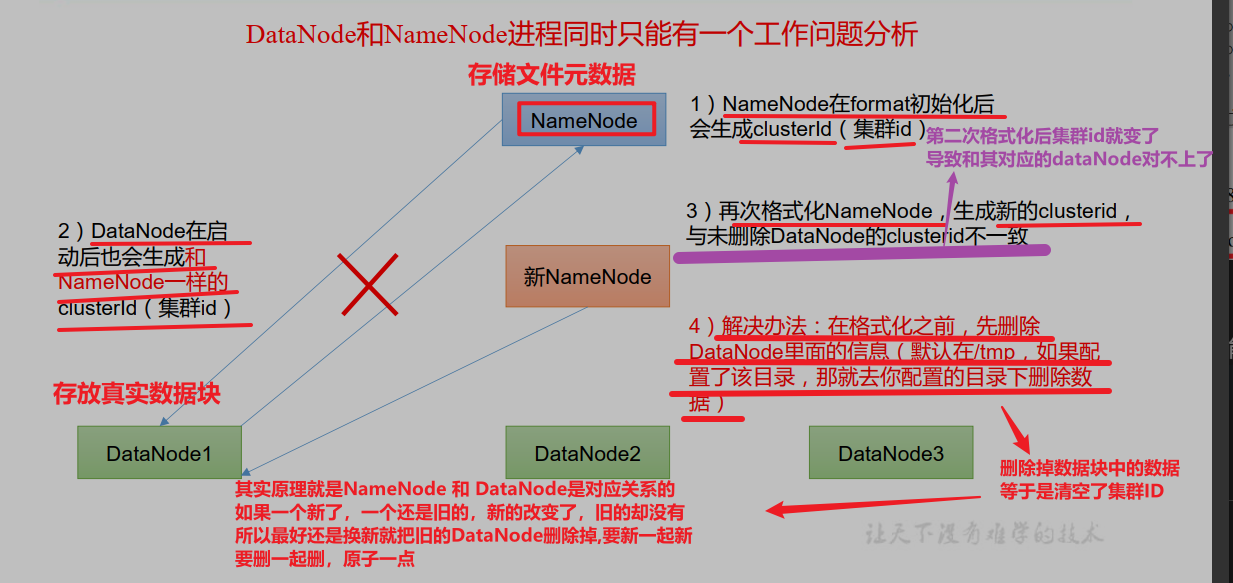 DataNode和NameNode进程同时只能有一个工作问题分析
存储文件元数据
NameNode
1）NameNode在format初始化后
会生成clusterId（集群id）
第二次格式化后集群id就变了
导致和其对应的dataNode对不上了
2）DataNode在启
动后也会生成和
NameNode一样的
clusterId（集群id）
3）再次格式化NameNode，生成新的clusterid，
与未删除DataNode的clusterid不一致
新NameNode
4）解决办法：在格式化之前，先删除
DataNode里面的信息（默认在/tmp，如果配
置了该目录，那就去你配置的目录下删除数
据）
存放真实数据块
DataNode1
DataNode2
DataNode3
删除掉数据块中的数据
等于是清空了集群ID
其实原理就是NameNode 和 DataNode是对应关系的
如果一个新了，一个还是旧的，新的改变了，旧的却没有
所以最好还是换新就把旧的DataNode删除掉,要新一起新
要删一起删，原子一点
让天下没有难学的技术